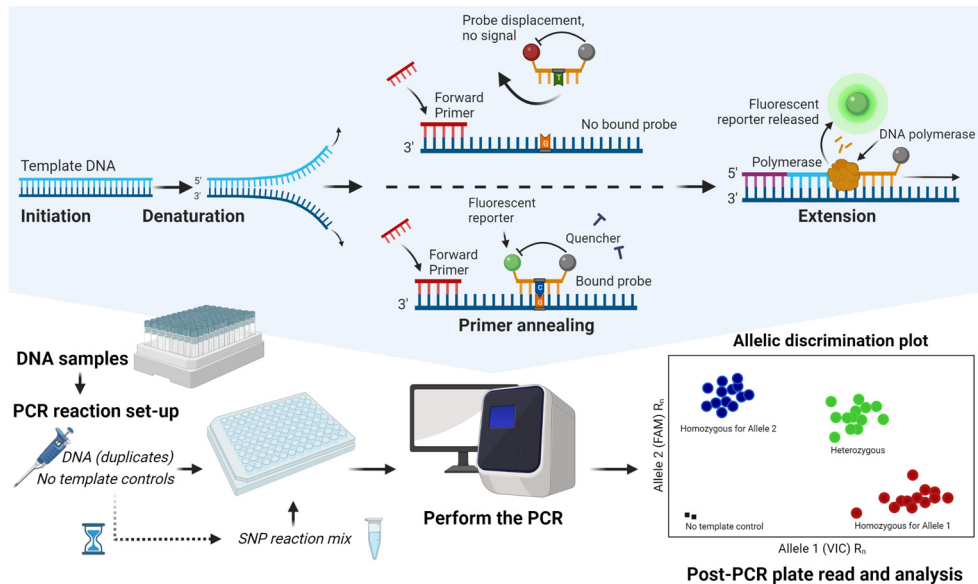 Probe displacement,
no signal
T
Forward
Primer
No bound probe
3'
G
Fluorescent
reporter released
DNA polymerase
Template DNA
5'
3'
Polymerase
5'
3'
Initiation
Denaturation
Extension
Fluorescent
reporter
Quencher
Forward
Primer
Bound probe
C
G
3'
Primer annealing
DNA samples
PCR reaction set-up
DNA (duplicates)
No template controls
SNP reaction mix
Perform the PCR
Allelic discrimination plot
Allele 2 (FAM) Rn
Homozygous for Allele 2
Heterozygous
No template control
Homozygous for Allele 1
Allele 1 (VIC) Rn
Post-PCR plate read and analysis